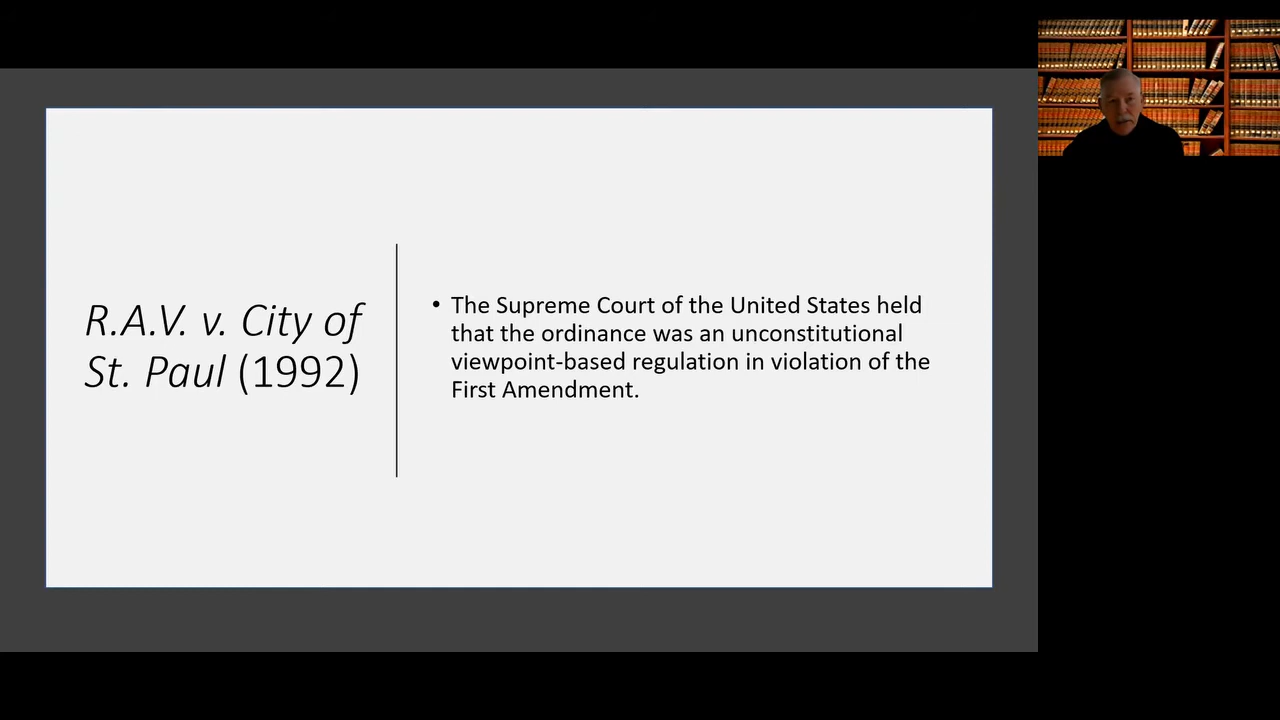 R.A.V. v. City of
St. Paul (1992)
• The Supreme Court of the United States held
that the ordinance was an unconstitutional
viewpoint-based regulation in violation of the
First Amendment.